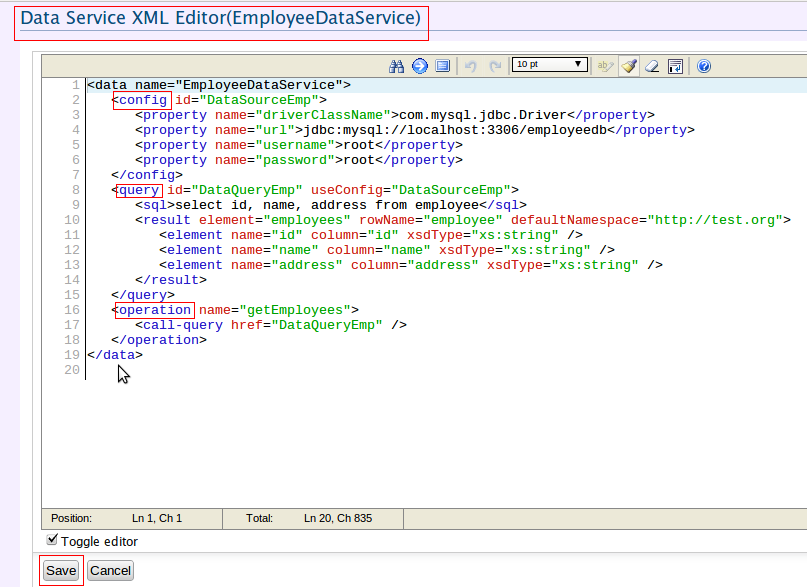 Data Service XML Editor(EmployeeDataService)
10 pt
1 <data name="EmployeeDataService">
2 <config id="DataSourceEmp">
3 <property name="driverClassName">com.mysql.jdbc.Driver</property>
4 <property name="url">jdbc:mysql://localhost:3306/employeedb</property>
5 <property name="username">root</property>
6 <property name="password">root</property>
7 </config>
8 <query id="DataQueryEmp" useConfig="DataSourceEmp">
9 <sql>select id, name, address from employee</sql>
10 <result element="employees" rowName="employee" defaultNamespace="http://test.org">
11 <element name="id" column="id" xsdType="xs:string" />
12 <element name="name" column="name" xsdType="xs:string" />
13 <element name="address" column="address" xsdType="xs:string" />
14 </result>
15 </query>
16 <operation name="getEmployees">
17 <call-query href="DataQueryEmp" />
18 </operation>
19 </data>
20
Position: Ln 1, Ch 1 Total: Ln 20, Ch 835
Toggle editor
Save Cancel